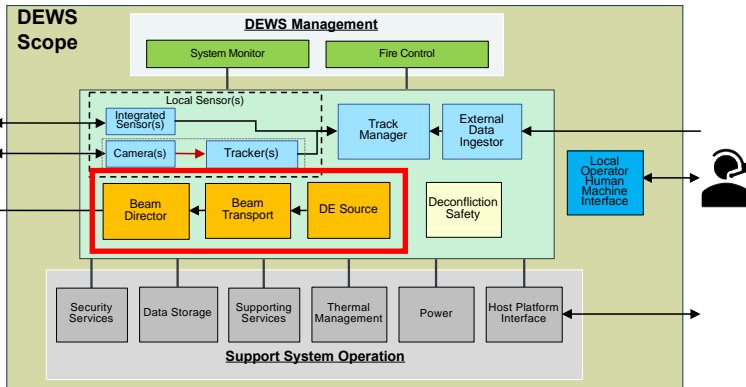 DEWS
Scope
DEWS Management
System Monitor
Fire Control
Local Sensor(s)
Integrated
Sensor(s)
Camera(s)
Tracker(s)
Track
Manager
External
Data
Ingestor
Local
Operator
Human
Machine
Interface
Beam
Director
Beam
Transport
DE Source
Deconfliction
Safety
Security
Services
Data Storage
Supporting
Services
Thermal
Management
Power
Host Platform
Interface
Support System Operation